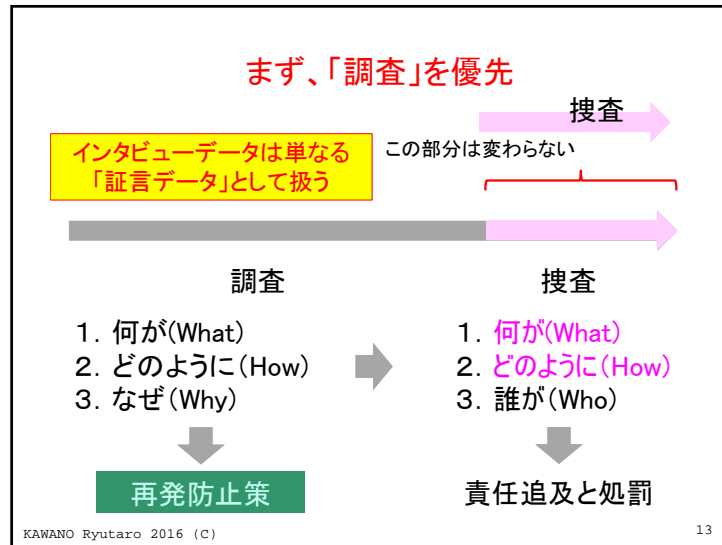 まず、「調査」を優先
捜査
インタビューデータは単なる
「証言データ」として扱う
この部分は変わらない
調査
1. 何が(What)
2. どのように(How)
3. なぜ(Why)
再発防止策
捜査
1. 何が(What)
2. どのように(How)
3. 誰が(Who)
責任追及と処罰
KAWANO Ryutaro 2016 (C)
13